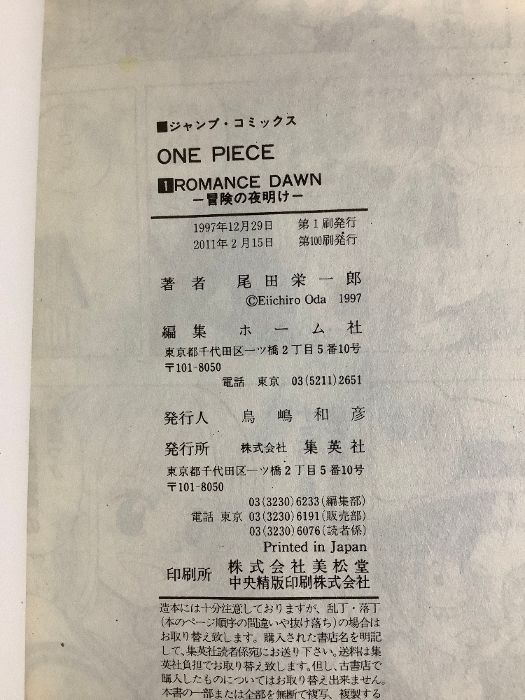 ■ジャンプ・コミックス
ONE PIECE
1 ROMANCE DAWN
―冒険の夜明け―
1997年12月29日 第1刷発行
2011年2月15日 第100刷発行
著者 尾田栄一郎
©Eiichiro Oda 1997
編集 ホーム社
東京都千代田区一ツ橋2丁目5番10号
〒101-8050
電話 東京 03(5211)2651
発行人 鳥嶋和彦
発行所 株式会社 集英社
東京都千代田区一ツ橋2丁目5番10号
〒101-8050
03(3230)6233(編集部)
電話 東京 03(3230)6191(販売部)
03(3230)6076(読者係)
Printed in Japan
印刷所 株式会社美松堂
中央精版印刷株式会社
造本には十分注意しておりますが、乱丁・落丁
(本のページ順序の間違いや抜け落ち)の場合は
お取り替え致します。購入された書店名を明記
して、集英社読者係宛にお送り下さい。送料は集
英社負担でお取り替え致します。但し、古書店で
購入したものについてはお取り替え出来ません。
本書の一部または全部を無断で複写、複製する